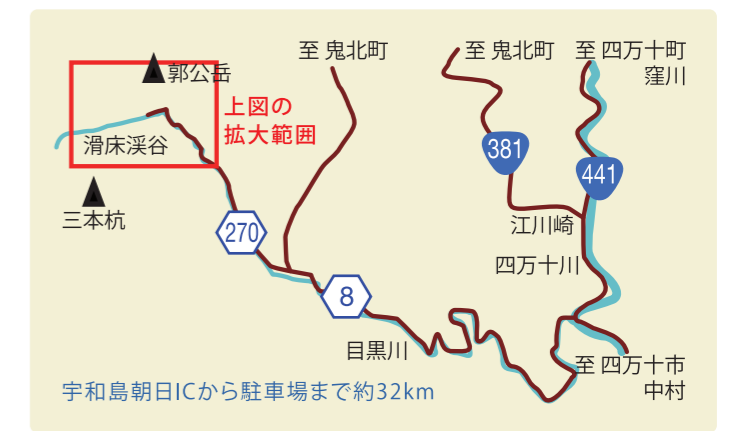 至 鬼北町
至 鬼北町
至 四万十町
窪川
郭公岳
上図の
拡大範囲
滑床渓谷
381
441
三本杭
270
江川崎
四万十川
8
目黒川
至 四万十市
中村
宇和島朝日ICから駐車場まで約32km